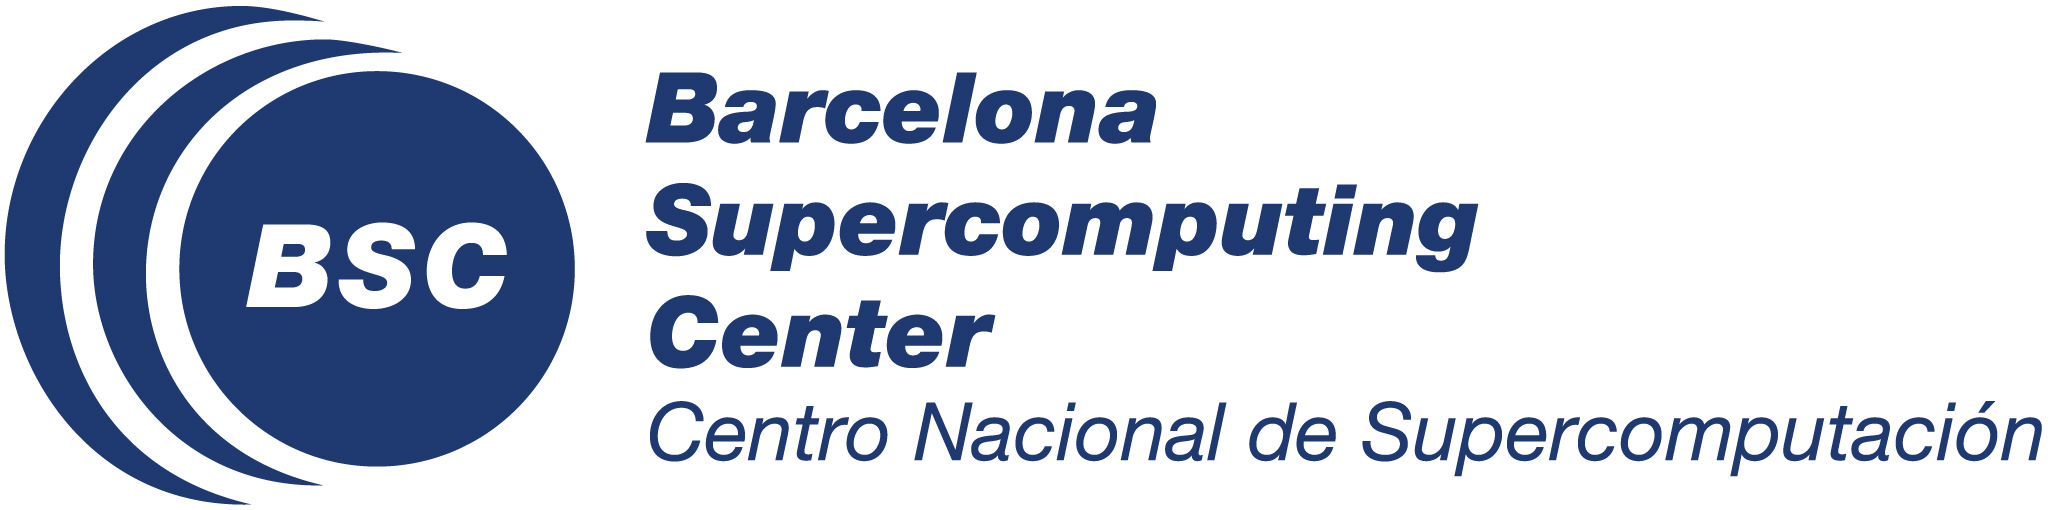 BSC
Barcelona
Supercomputing
Center
Centro Nacional de Supercomputación